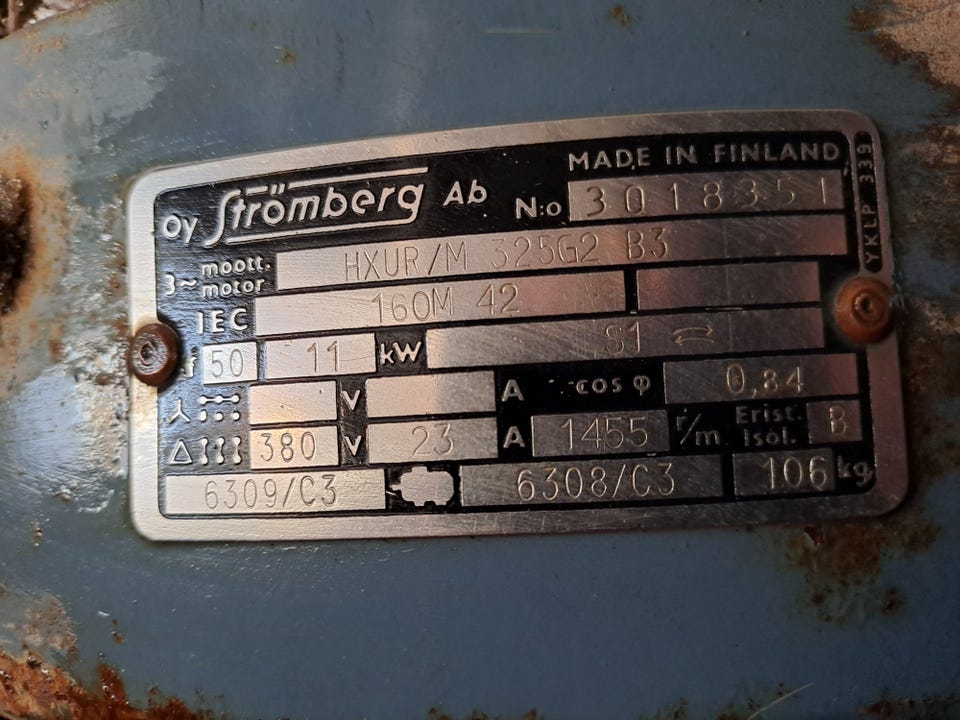 MADE IN FINLAND
Oy Strömberg Ab N:o 3018351
3~ moott. motor HXUR/M 325G2 B3
IEC 160M 42
50 11 kW S1
V A cos φ 0,84
Δ 380 V 23 A 1455 r/m Erist. Isol. B
6309/C3 6308/C3 106 kg
YKLP 339